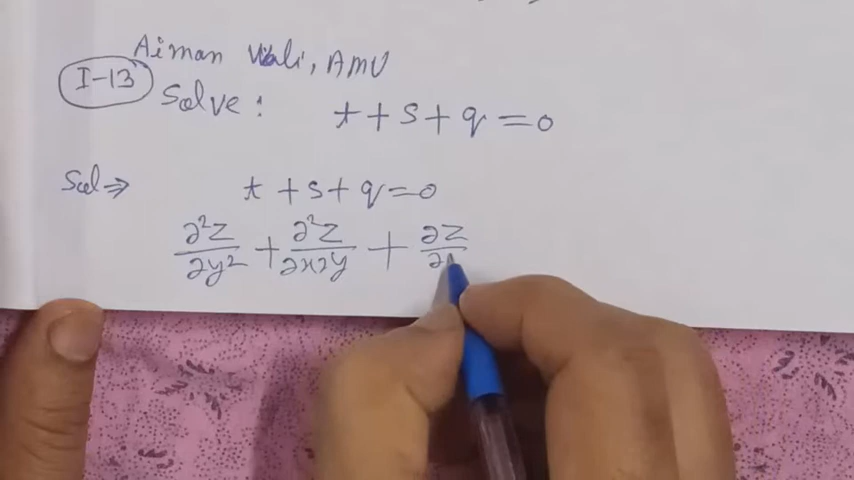 Aiman Wali, AMU
I-13 Solve : t + s + q = 0
Sol ⇒ t + s + q = 0
∂²z/∂y² + ∂²z/∂x∂y + ∂z/∂